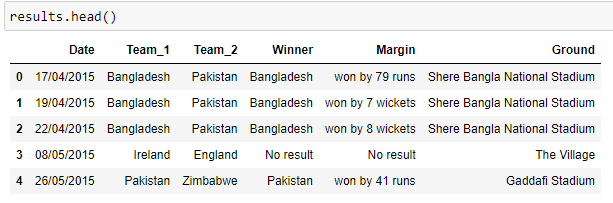 results.head()
Date Team_1 Team_2 Winner Margin Ground
0 17/04/2015 Bangladesh Pakistan Bangladesh won by 79 runs Shere Bangla National Stadium
1 19/04/2015 Bangladesh Pakistan Bangladesh won by 7 wickets Shere Bangla National Stadium
2 22/04/2015 Bangladesh Pakistan Bangladesh won by 8 wickets Shere Bangla National Stadium
3 08/05/2015 Ireland England No result No result The Village
4 26/05/2015 Pakistan Zimbabwe Pakistan won by 41 runs Gaddafi Stadium